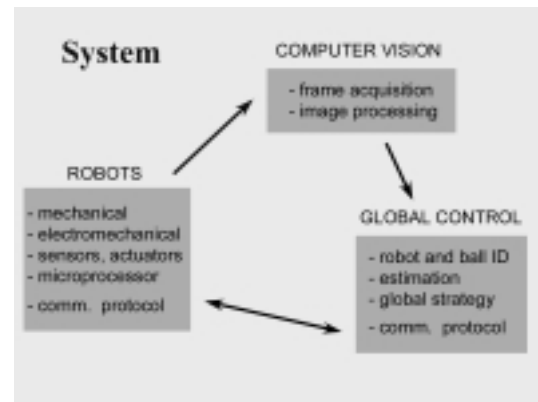 System
COMPUTER VISION
- frame acquisition
- image processing
ROBOTS
- mechanical
- electromechanical
- sensors, actuators
- microprocessor
- comm. protocol
GLOBAL CONTROL
- robot and ball ID
- estimation
- global strategy
- comm. protocol